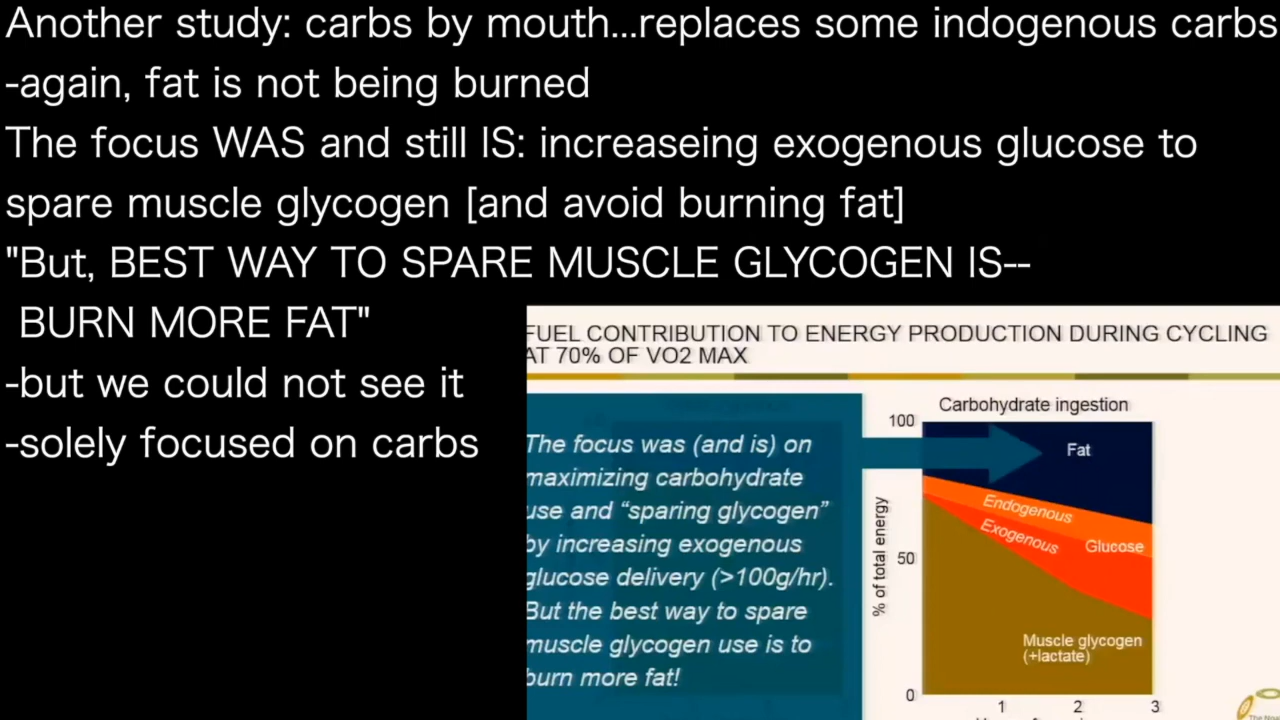 Another study: carbs by mouth...replaces some indogenous carbs
-again, fat is not being burned
The focus WAS and still IS: increaseing exogenous glucose to
spare muscle glycogen [and avoid burning fat]
"But, BEST WAY TO SPARE MUSCLE GLYCOGEN IS--
BURN MORE FAT"
-but we could not see it
-solely focused on carbs
FUEL CONTRIBUTION TO ENERGY PRODUCTION DURING CYCLING
AT 70% OF VO2 MAX
The focus was (and is) on
maximizing carbohydrate
use and “sparing glycogen”
by increasing exogenous
glucose delivery (>100g/hr).
But the best way to spare
muscle glycogen use is to
burn more fat!
Carbohydrate ingestion
100
Fat
Endogenous
Exogenous
Glucose
% of total energy
50
Muscle glycogen
(+lactate)
0
1 2 3